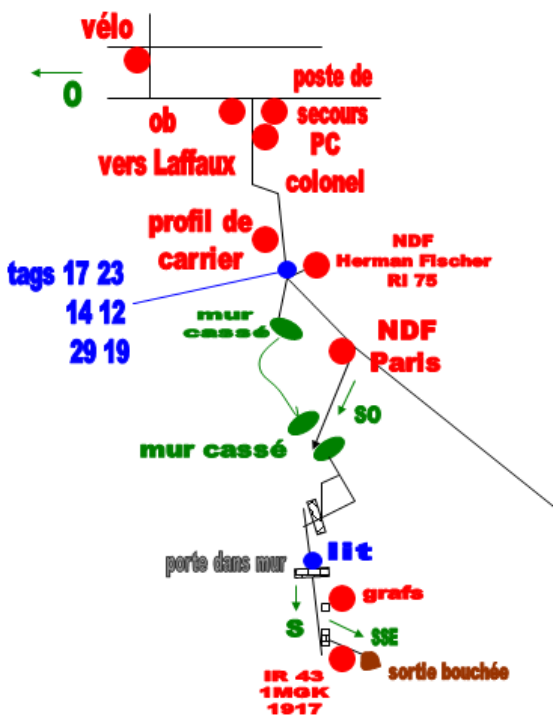 vélo
O
poste de
secours
PC
colonel
ob
vers Laffaux
profil de
carrier
NDF
Herman Fischer
RI 75
tags 17 23
14 12
29 19
mur
cassé
NDF
Paris
SO
mur cassé
lit
porte dans mur
grafs
S
SSE
sortie bouchée
IR 43
1MGK
1917